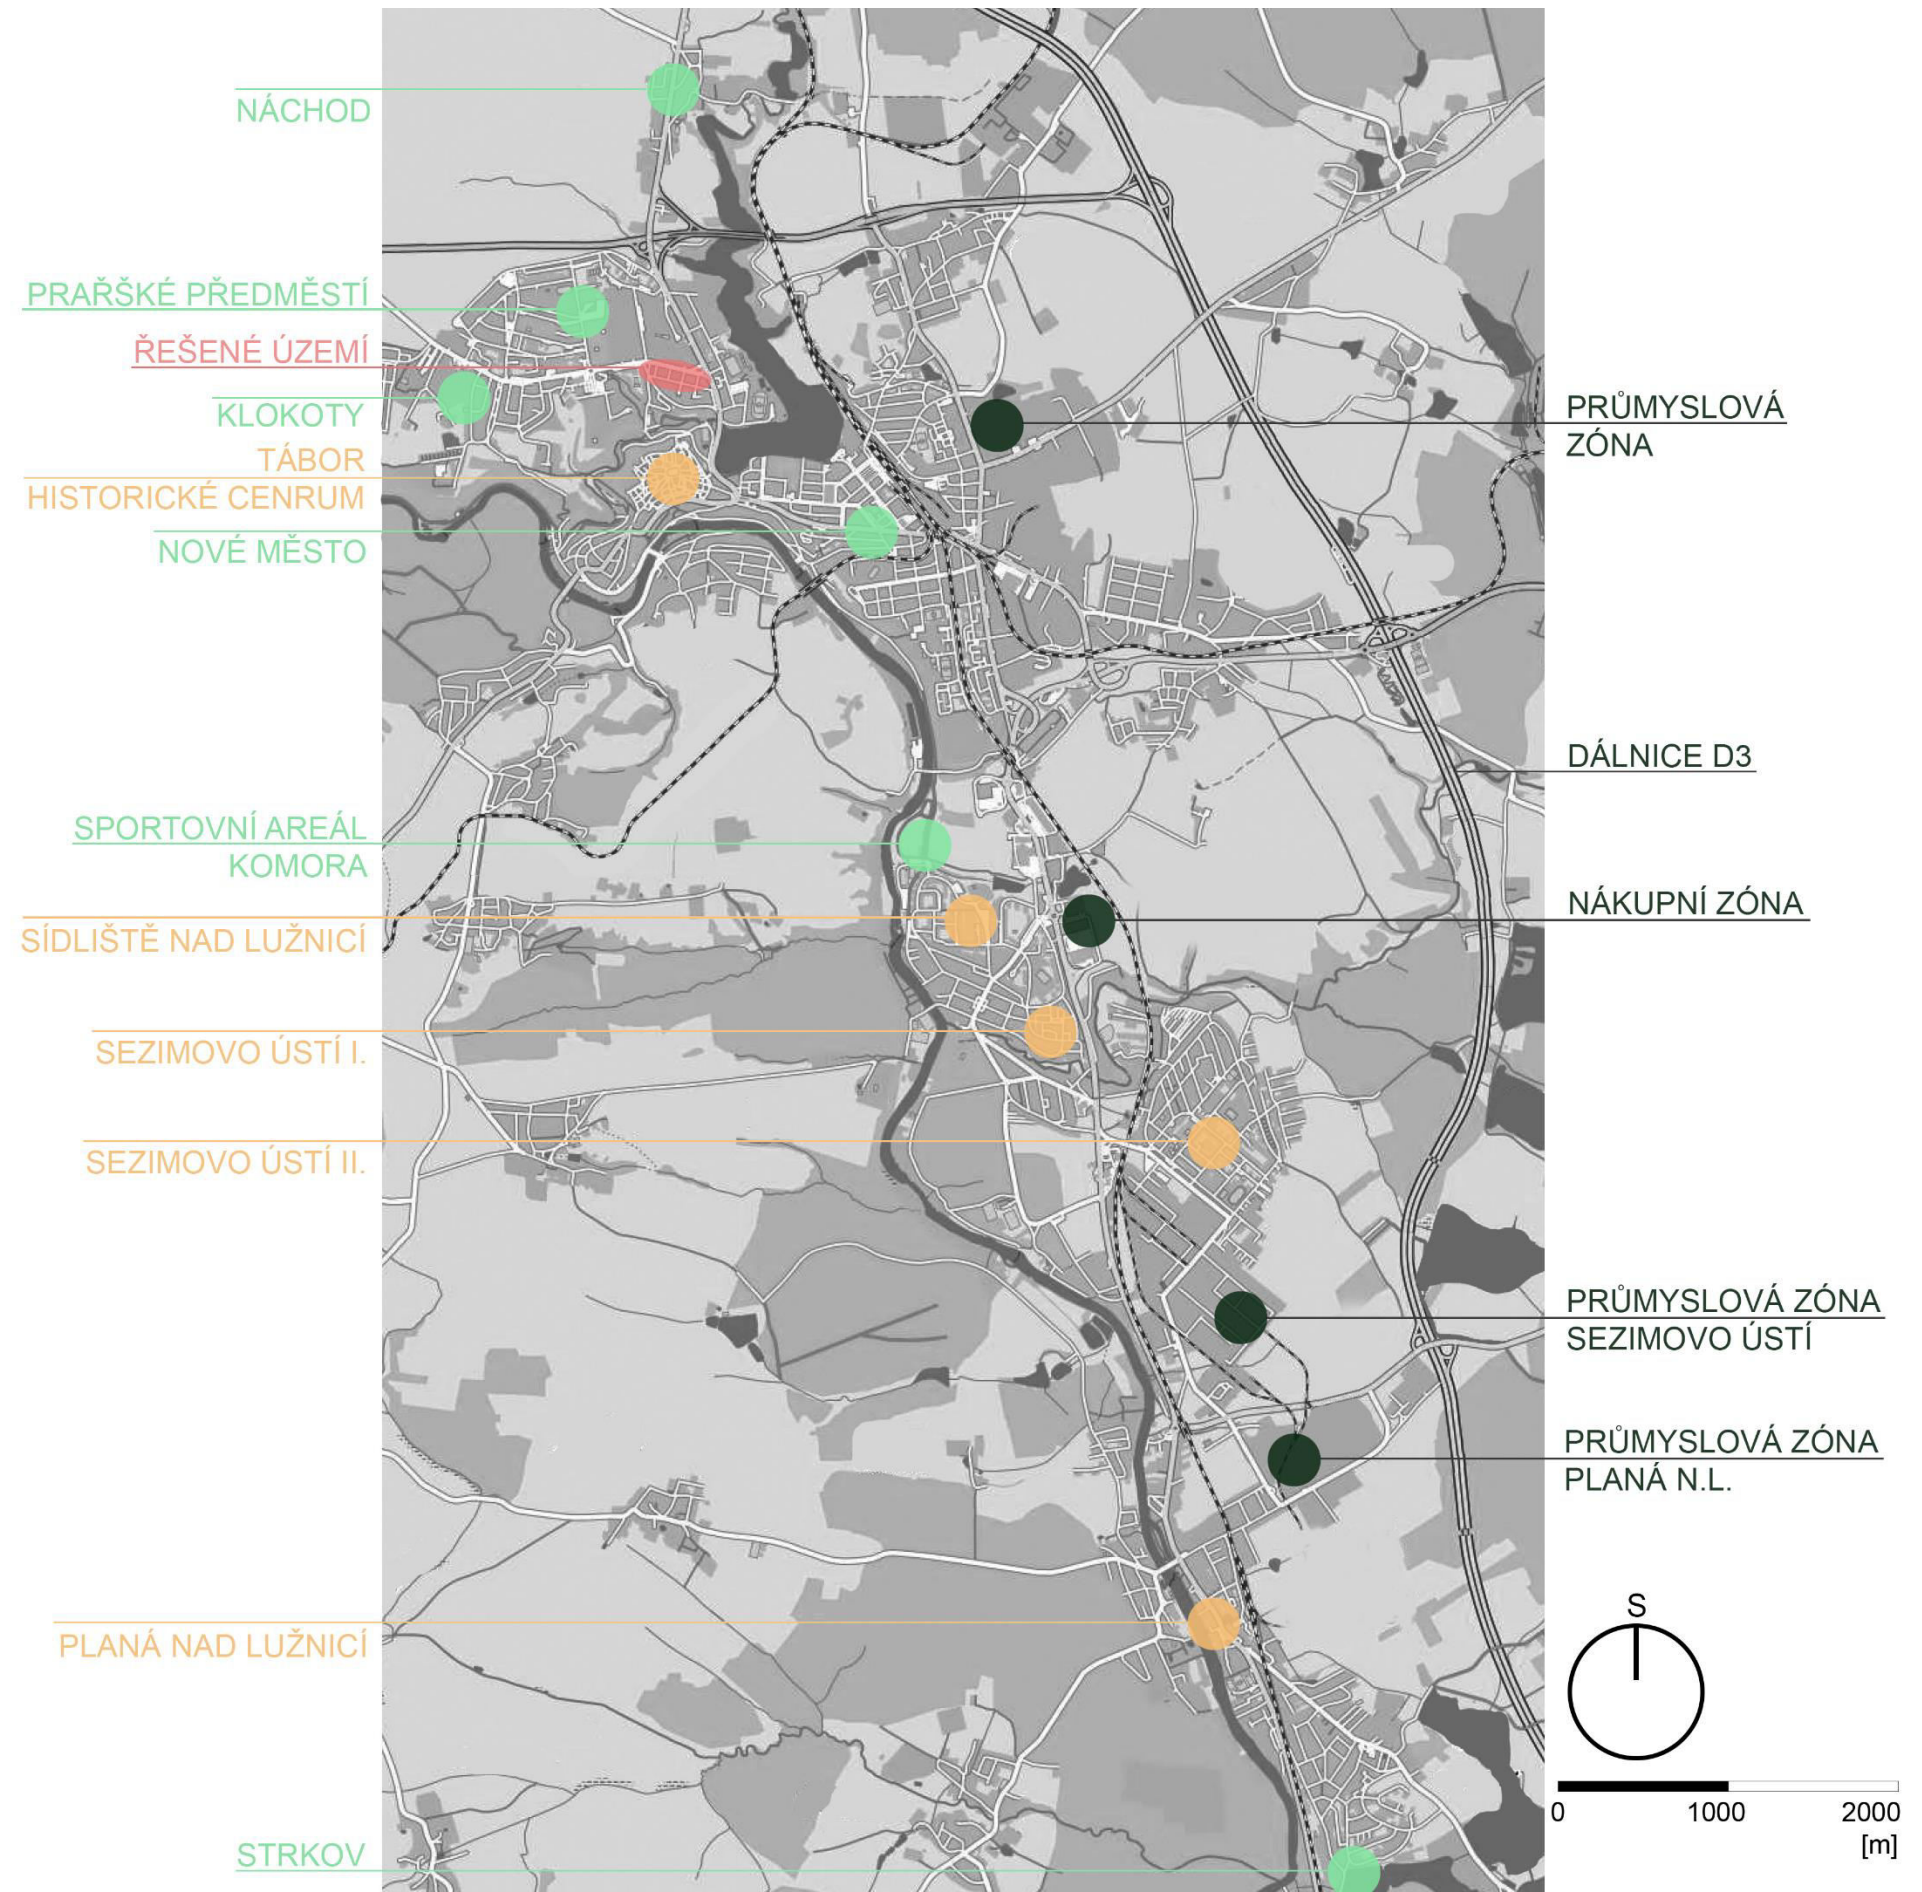 NÁCHOD
PRAŘŠKÉ PŘEDMĚSTÍ
ŘEŠENÉ ÚZEMÍ
KLOKOTY
TÁBOR
HISTORICKÉ CENRUM
NOVÉ MĚSTO
SPORTOVNÍ AREÁL
KOMORA
SÍDLIŠTĚ NAD LUŽNICÍ
SEZIMOVO ÚSTÍ I.
SEZIMOVO ÚSTÍ II.
PLANÁ NAD LUŽNICÍ
STRKOV
PRŮMYSLOVÁ
ZÓNA
DÁLNICE D3
NÁKUPNÍ ZÓNA
PRŮMYSLOVÁ ZÓNA
SEZIMOVO ÚSTÍ
PRŮMYSLOVÁ ZÓNA
PLANÁ N.L.
S
0 1000 2000
[m]